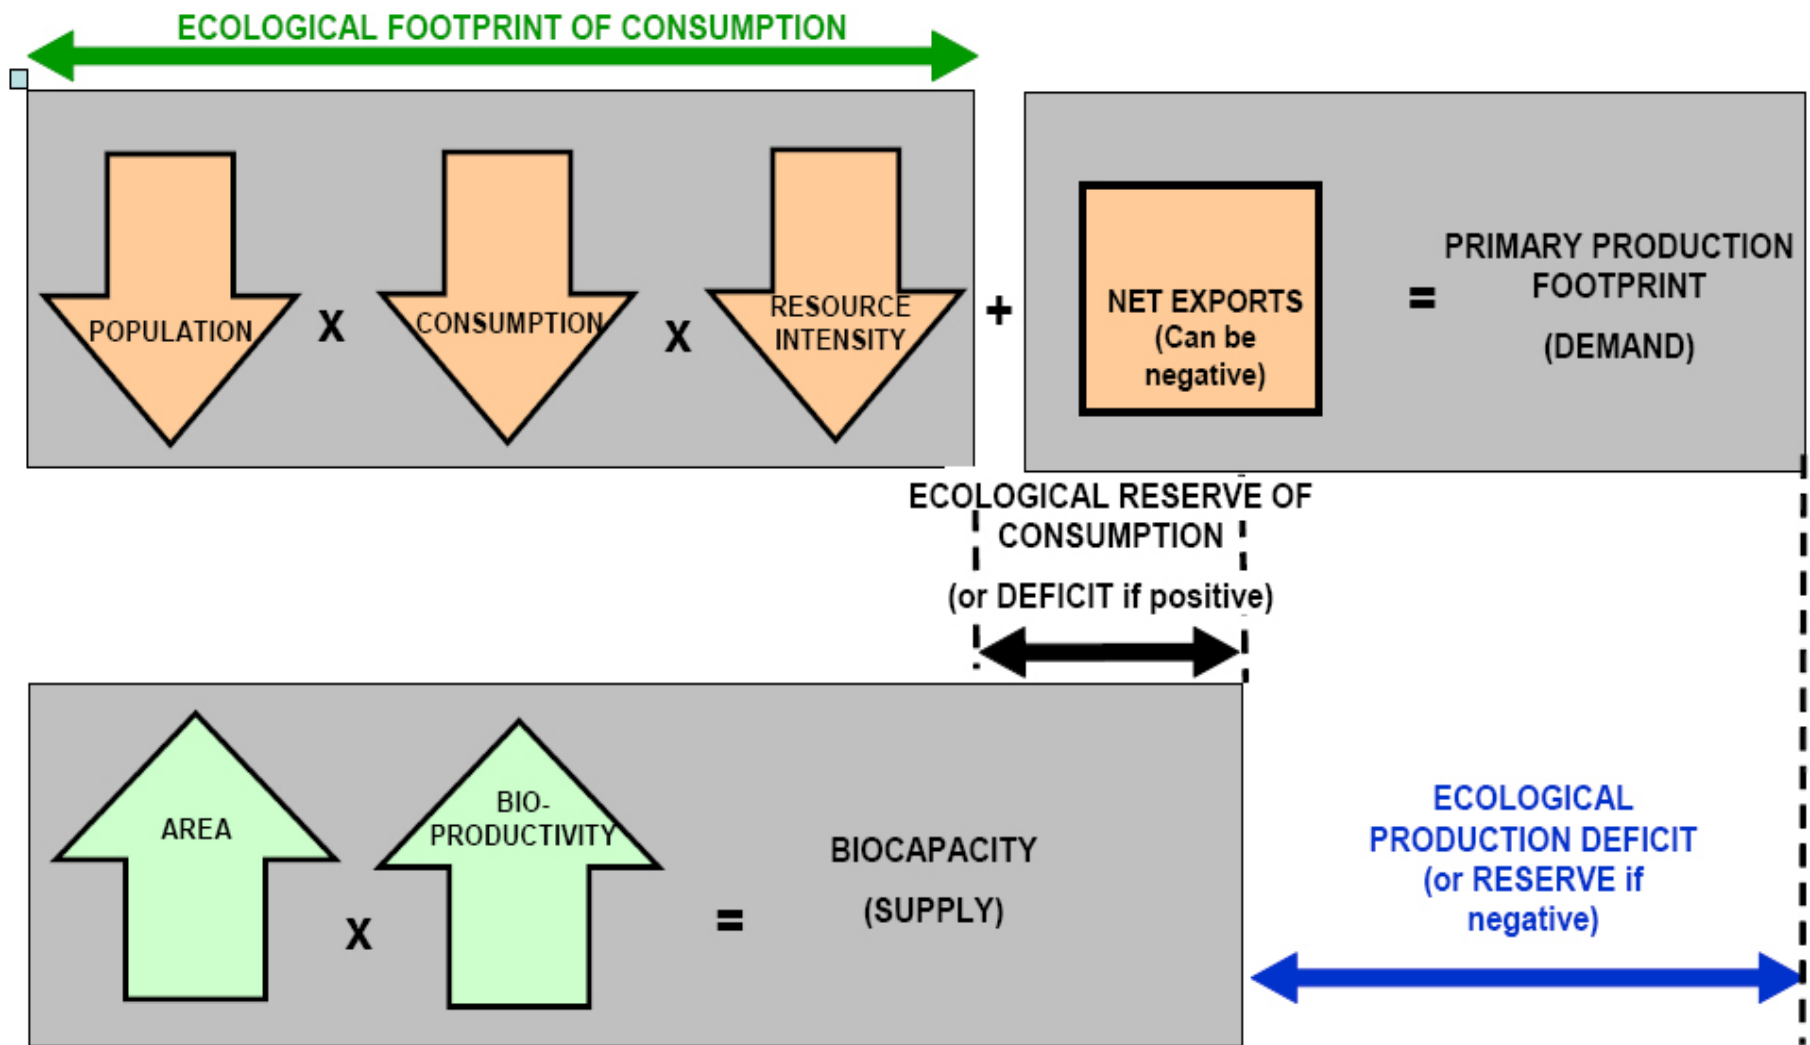 ECOLOGICAL FOOTPRINT OF CONSUMPTION
POPULATION
X
CONSUMPTION
X
RESOURCE
INTENSITY
+
NET EXPORTS
(Can be
negative)
=
PRIMARY PRODUCTION
FOOTPRINT
(DEMAND)
ECOLOGICAL RESERVE OF
CONSUMPTION
(or DEFICIT if positive)
AREA
X
BIO-
PRODUCTIVITY
=
BIOCAPACITY
(SUPPLY)
ECOLOGICAL
PRODUCTION DEFICIT
(or RESERVE if
negative)